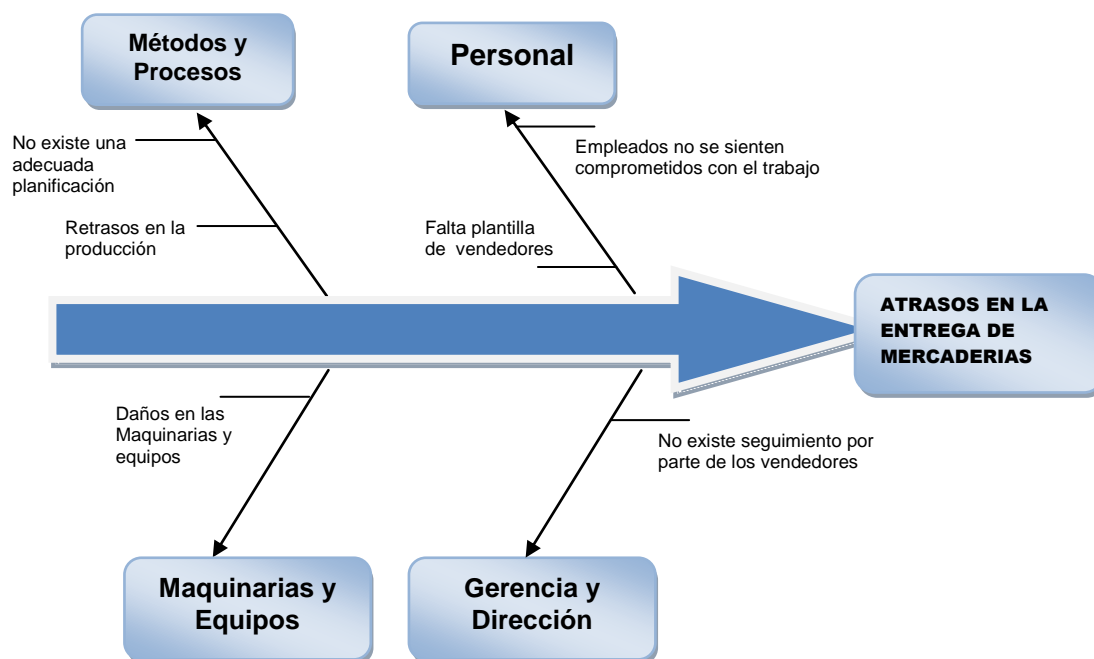 Métodos y
Procesos
Personal
No existe una
adecuada
planificación
Empleados no se sienten
comprometidos con el trabajo
Retrasos en la
producción
Falta plantilla
de vendedores
ATRASOS EN LA
ENTREGA DE
MERCADERIAS
Daños en las
Maquinarias y
equipos
No existe seguimiento por
parte de los vendedores
Maquinarias y
Equipos
Gerencia y
Dirección